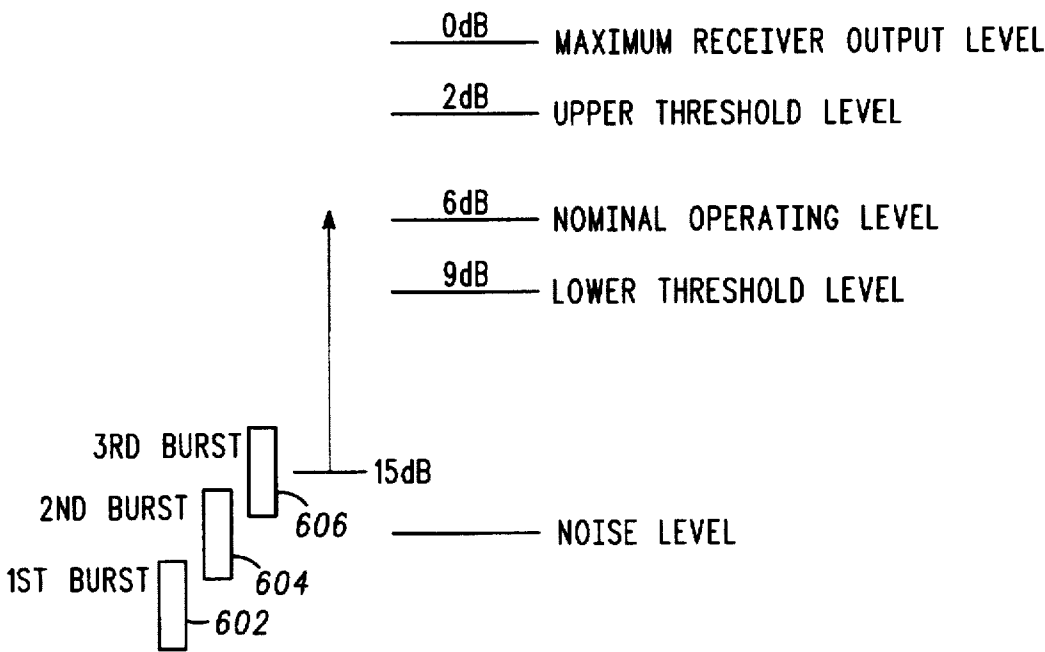 0dB MAXIMUM RECEIVER OUTPUT LEVEL
2dB UPPER THRESHOLD LEVEL
6dB NOMINAL OPERATING LEVEL
9dB LOWER THRESHOLD LEVEL
3RD BURST
15dB
2ND BURST
606
NOISE LEVEL
1ST BURST
604
602